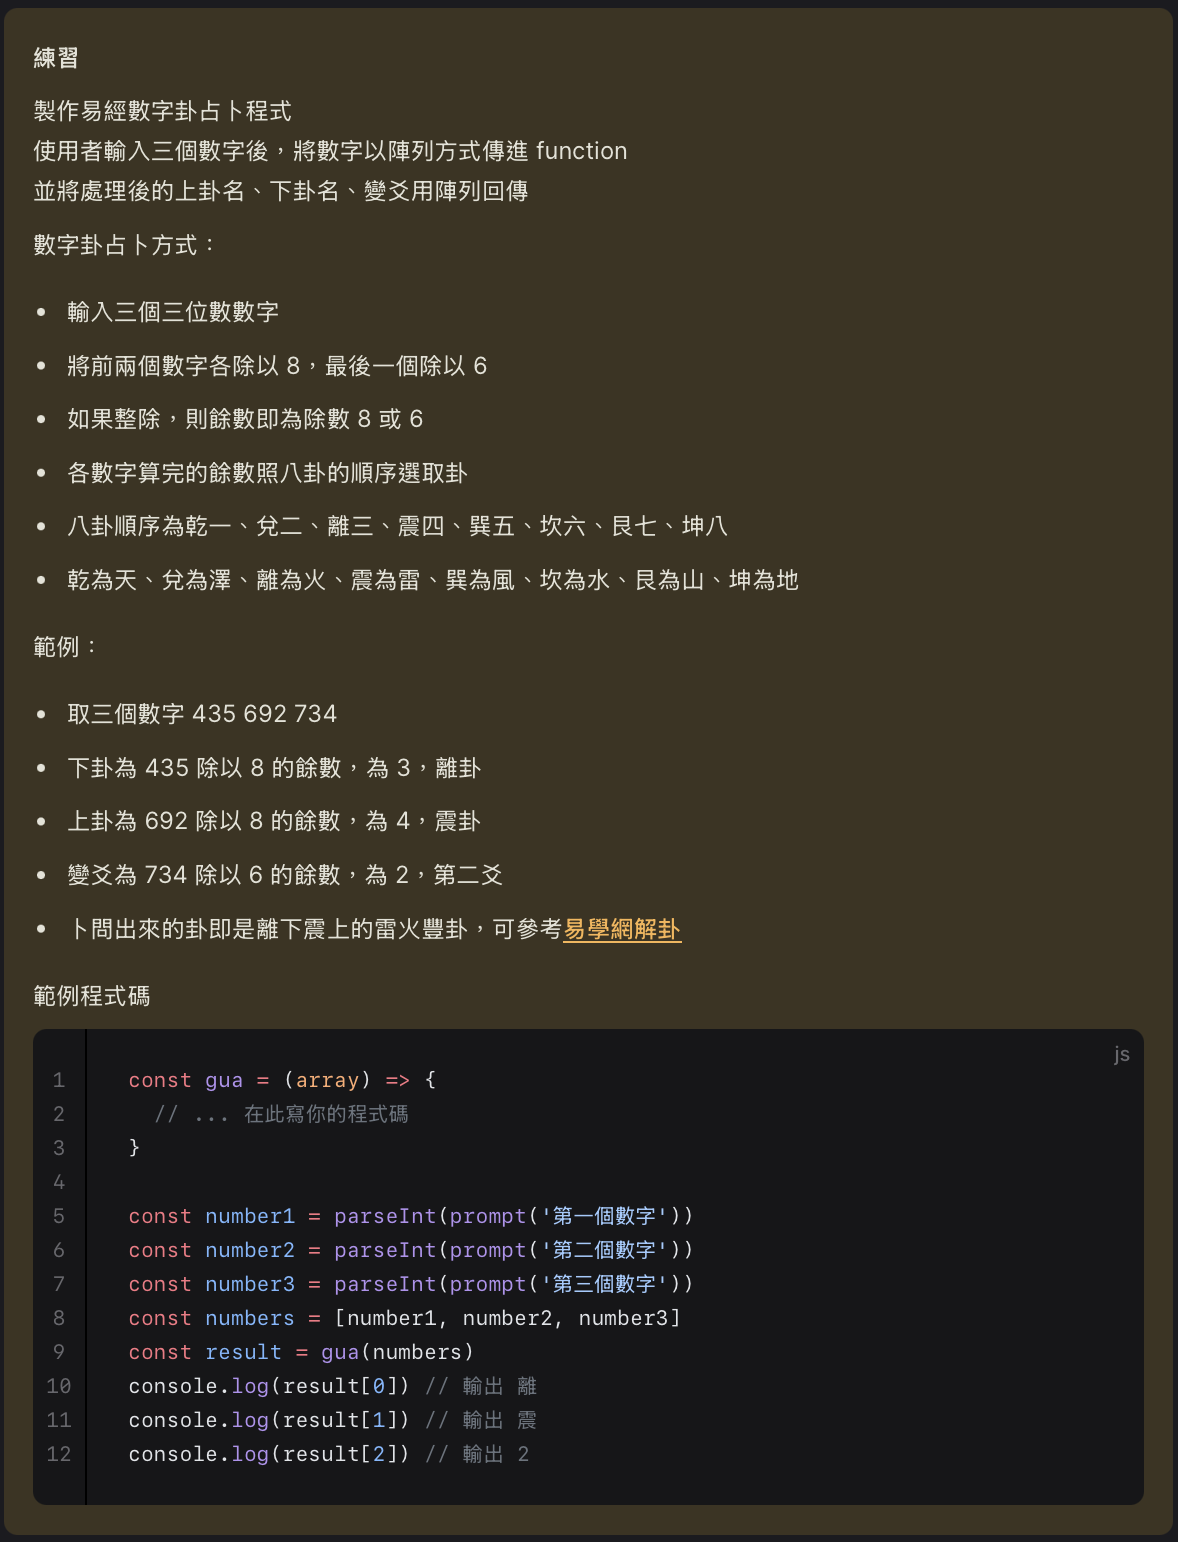 練習
製作易經數字卦占卜程式
使用者輸入三個數字後，將數字以陣列方式傳進 function
並將處理後的上卦名、下卦名、變爻用陣列回傳
數字卦占卜方式：
• 輸入三個三位數數字
• 將前兩個數字各除以 8，最後一個除以 6
• 如果整除，則餘數即為除數 8 或 6
• 各數字算完的餘數照八卦的順序選取卦
• 八卦順序為乾一、兌二、離三、震四、巽五、坎六、艮七、坤八
• 乾為天、兌為澤、離為火、震為雷、巽為風、坎為水、艮為山、坤為地
範例：
• 取三個數字 435 692 734
• 下卦為 435 除以 8 的餘數，為 3，離卦
• 上卦為 692 除以 8 的餘數，為 4，震卦
• 變爻為 734 除以 6 的餘數，為 2，第二爻
• 卜問出來的卦即是離下震上的雷火豐卦，可參考易學網解卦
範例程式碼
js
1 const gua = (array) => {
2   // ... 在此寫你的程式碼
3 }
4
5 const number1 = parseInt(prompt('第一個數字'))
6 const number2 = parseInt(prompt('第二個數字'))
7 const number3 = parseInt(prompt('第三個數字'))
8 const numbers = [number1, number2, number3]
9 const result = gua(numbers)
10 console.log(result[0]) // 輸出 離
11 console.log(result[1]) // 輸出 震
12 console.log(result[2]) // 輸出 2